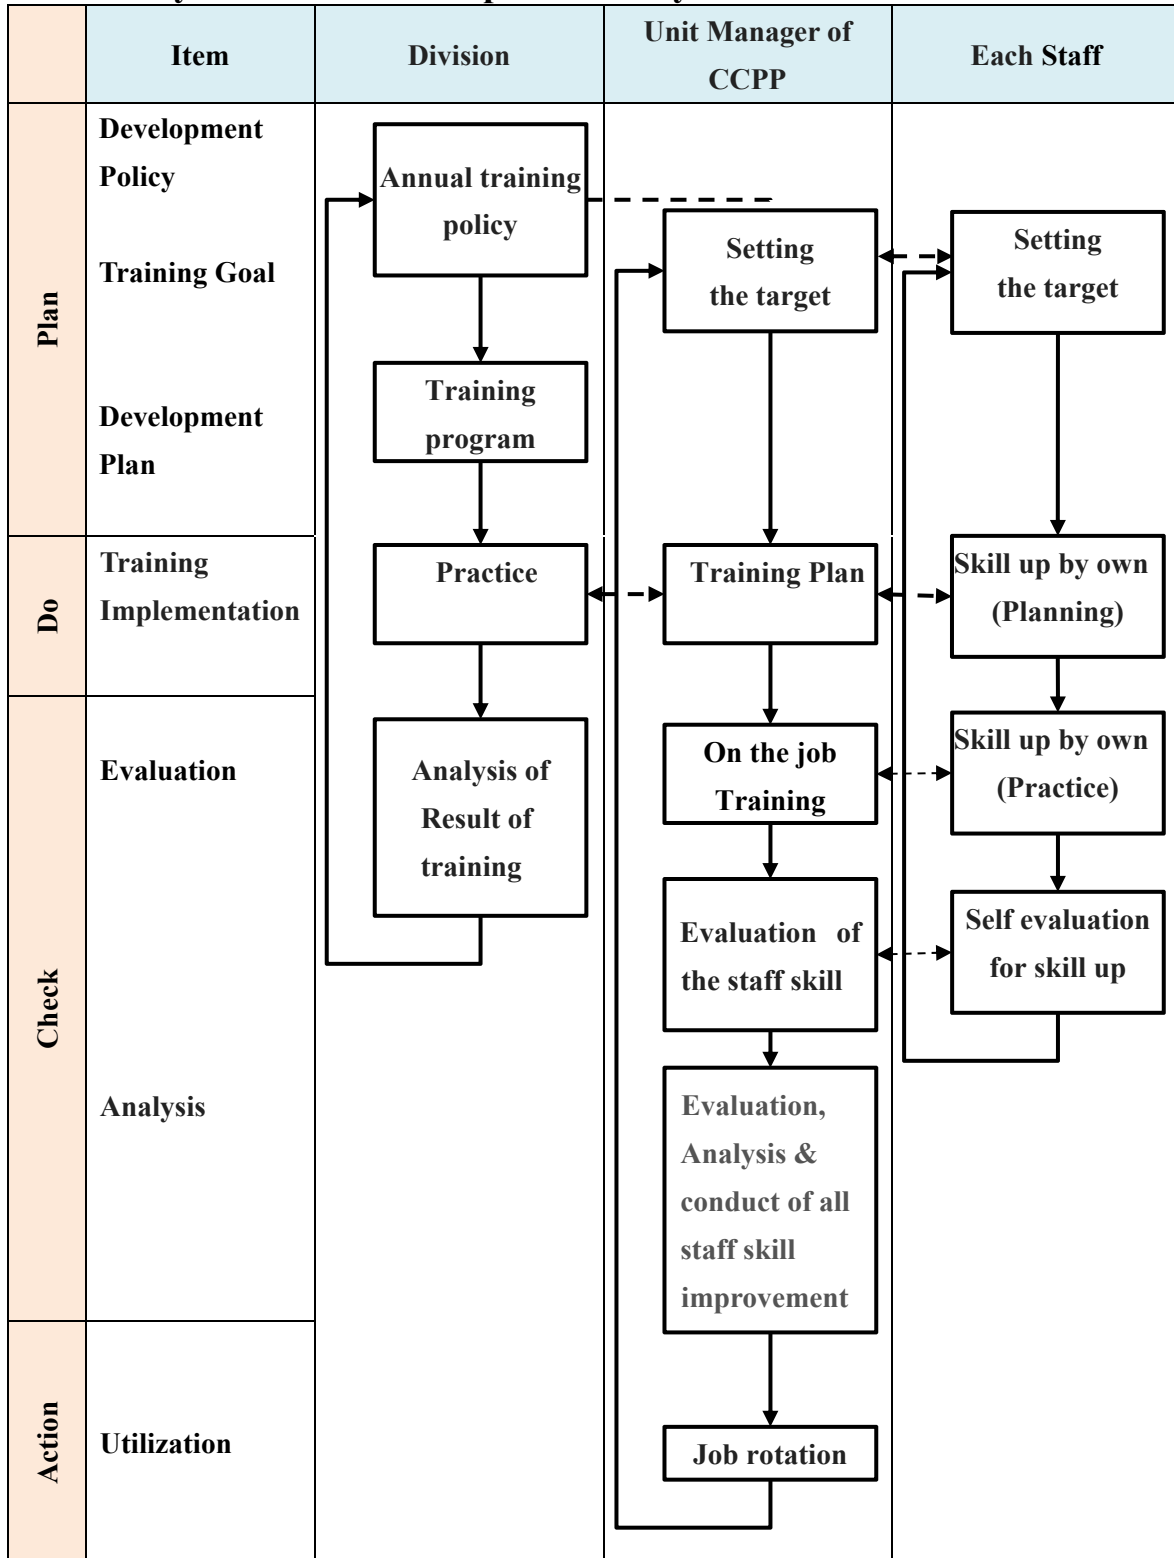 Item
Division
Unit Manager of
CCPP
Each Staff
Plan
Development
Policy
Training Goal
Development
Plan
Annual training
policy
Training
program
Setting
the target
Setting
the target
Do
Training
Implementation
Practice
Training Plan
Skill up by own
(Planning)
Check
Evaluation
Analysis
Analysis of
Result of
training
On the job
Training
Evaluation of
the staff skill
Evaluation,
Analysis &
conduct of all
staff skill
improvement
Skill up by own
(Practice)
Self evaluation
for skill up
Action
Utilization
Job rotation